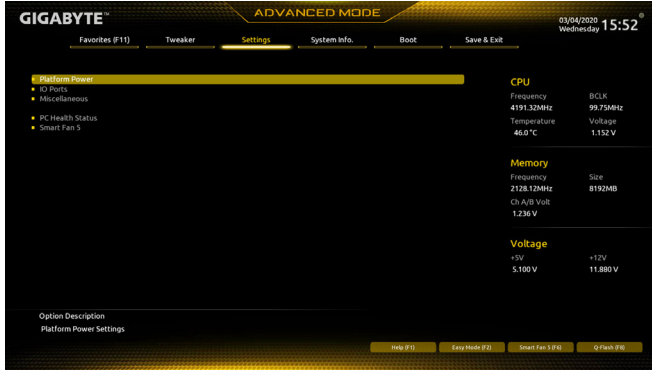 GIGABYTE™
ADVANCED MODE
03/04/2020
Wednesday 15:52
Favorites (F11) Tweaker Settings System Info. Boot Save & Exit
Platform Power
IO Ports
Miscellaneous
PC Health Status
Smart Fan 5
CPU
Frequency BCLK
4191.32MHz 99.75MHz
Temperature Voltage
46.0 °C 1.152 V
Memory
Frequency Size
2128.12MHz 8192MB
Ch A/B Volt
1.236 V
Voltage
+5V +12V
5.100 V 11.880 V
Option Description
Platform Power Settings
Help (F1) Easy Mode (F2) Smart Fan 5 (F6) Q-Flash (F8)